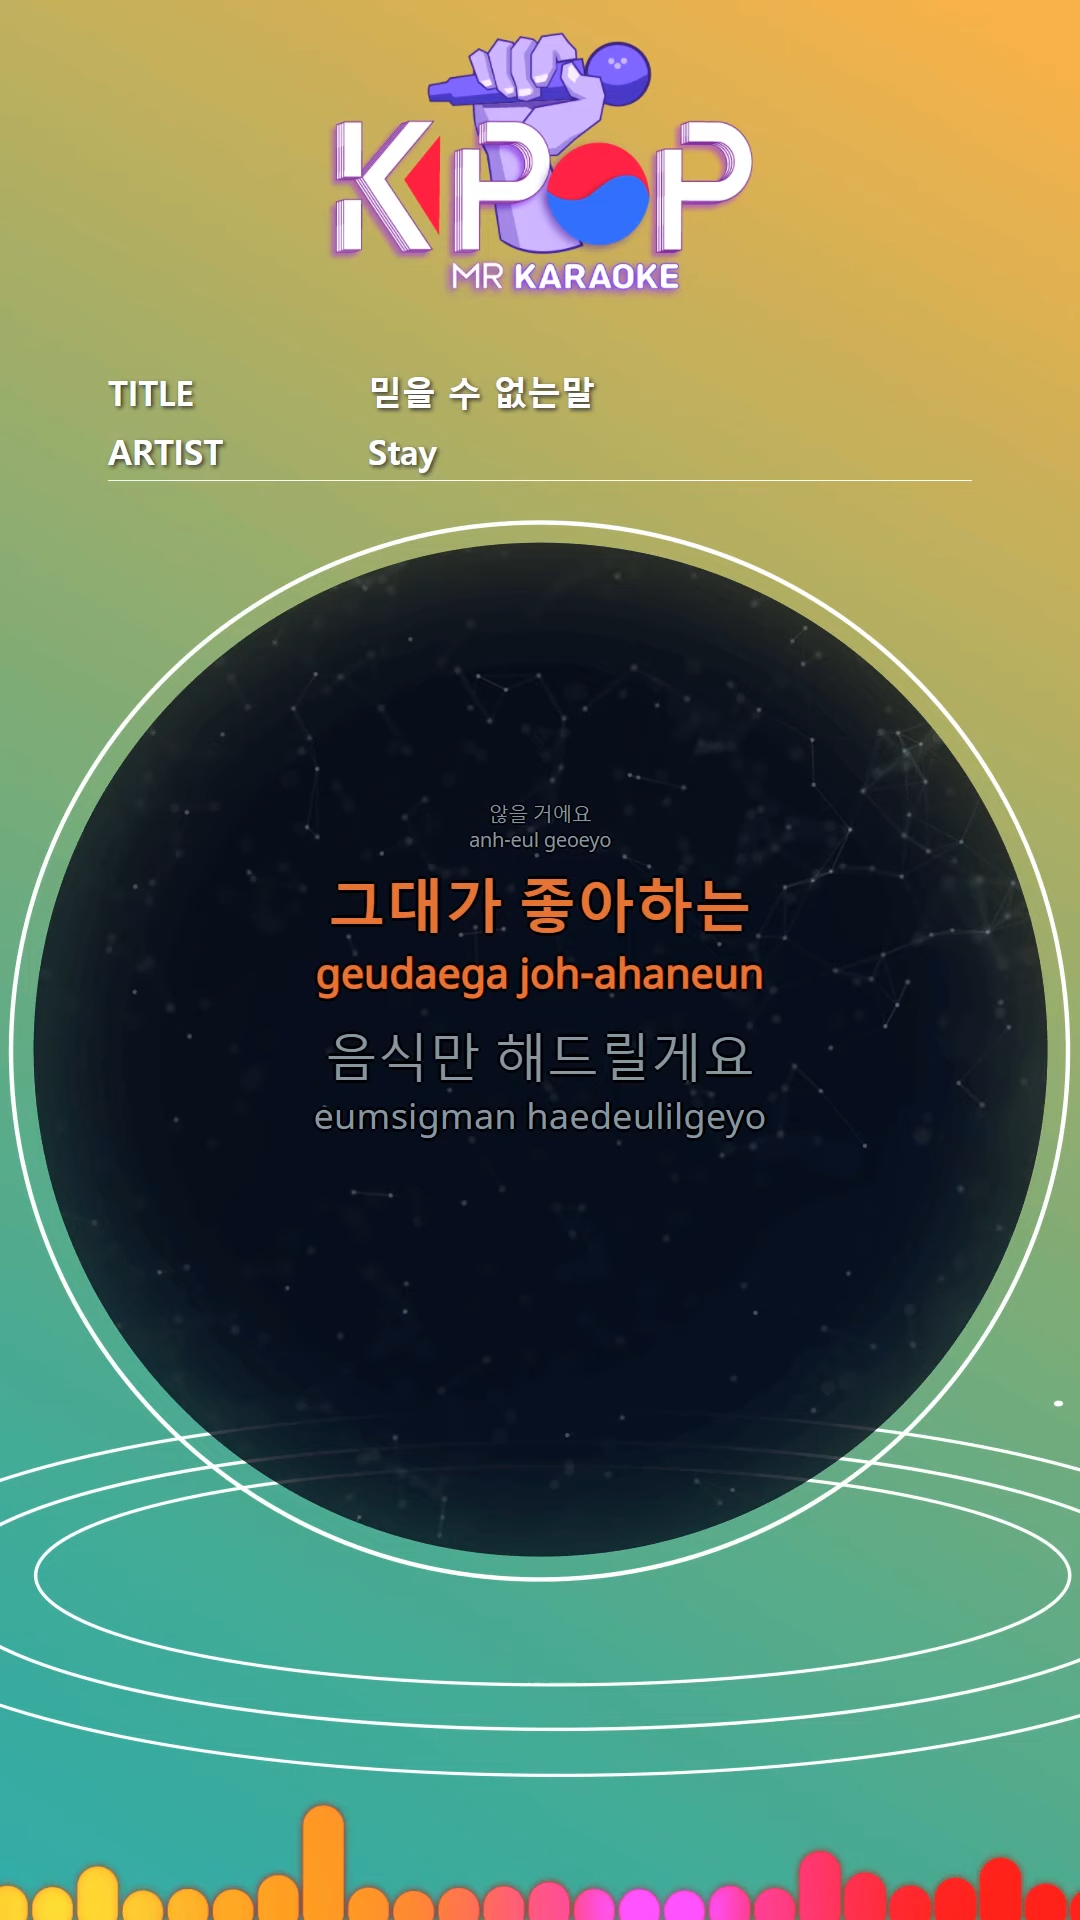 KPOP
MR KARAOKE
TITLE 믿을 수 없는말
ARTIST Stay
않을 거에요
anh-eul geoeyo
그대가 좋아하는
geudaega joh-ahaneun
음식만 해드릴게요
eumsigman haedeulilgeyo